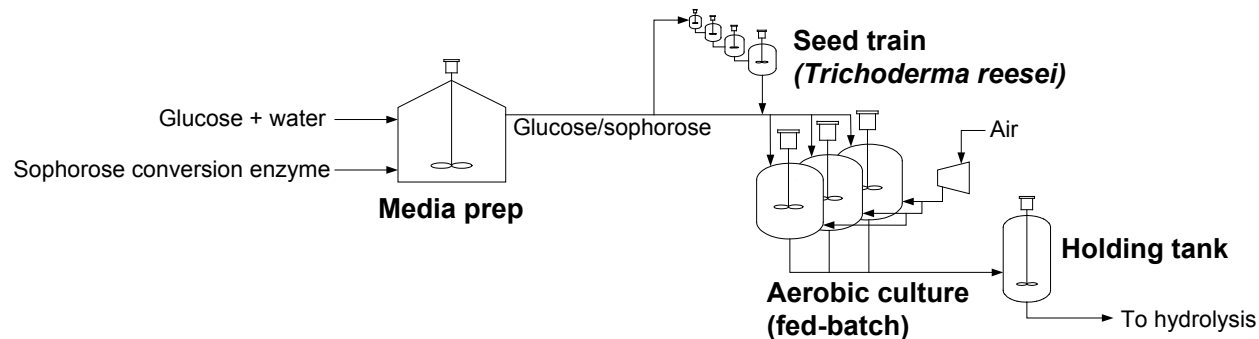 Seed train
(Trichoderma reesei)
Glucose + water
Glucose/sophorose
Air
Sophorose conversion enzyme
Media prep
Holding tank
Aerobic culture
(fed-batch)
To hydrolysis